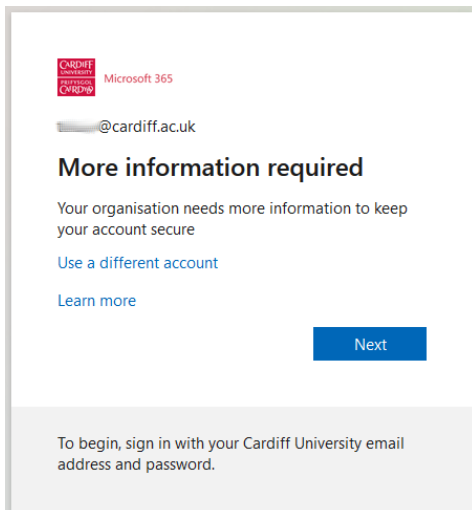 CARDIFF
UNIVERSITY
PRIFYSGOL
CAERDYDD
Microsoft 365
@cardiff.ac.uk
More information required
Your organisation needs more information to keep
your account secure
Use a different account
Learn more
Next
To begin, sign in with your Cardiff University email
address and password.